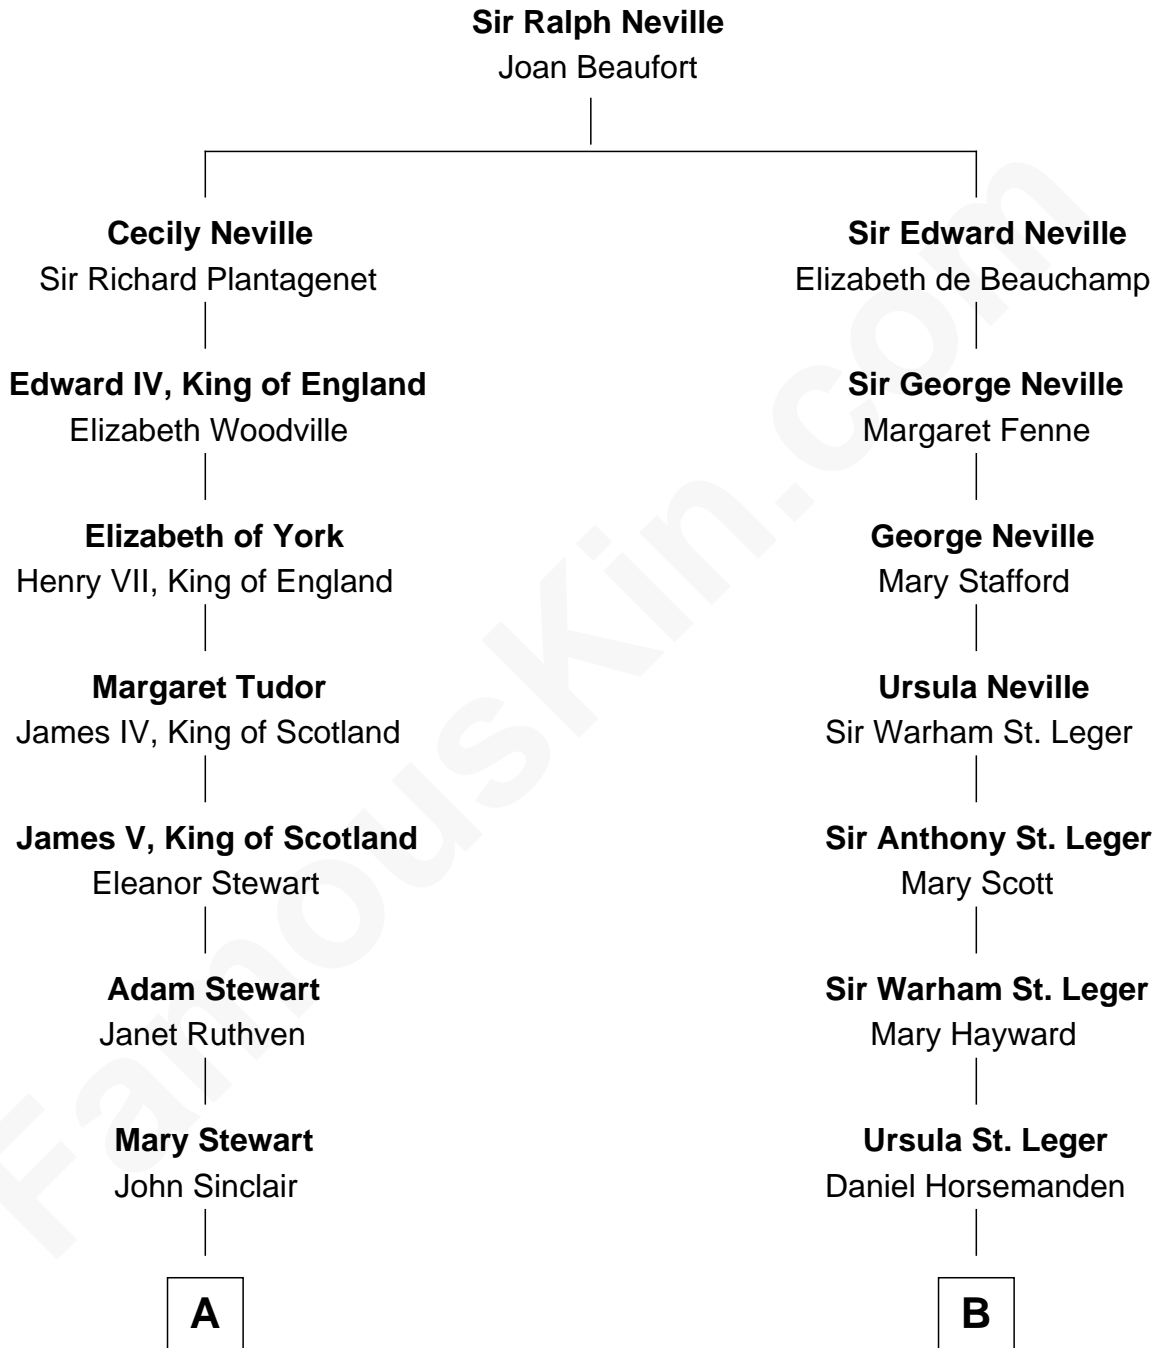 Sir Ralph Neville
Joan Beaufort
Cecily Neville
Sir Richard Plantagenet
Sir Edward Neville
Elizabeth de Beauchamp
Edward IV, King of England
Elizabeth Woodville
Sir George Neville
Margaret Fenne
Elizabeth of York
Henry VII, King of England
George Neville
Mary Stafford
Margaret Tudor
James IV, King of Scotland
Ursula Neville
Sir Warham St. Leger
James V, King of Scotland
Eleanor Stewart
Sir Anthony St. Leger
Mary Scott
Adam Stewart
Janet Ruthven
Sir Warham St. Leger
Mary Hayward
Mary Stewart
John Sinclair
Ursula St. Leger
Daniel Horsemanden
A
B
FamousKin.com